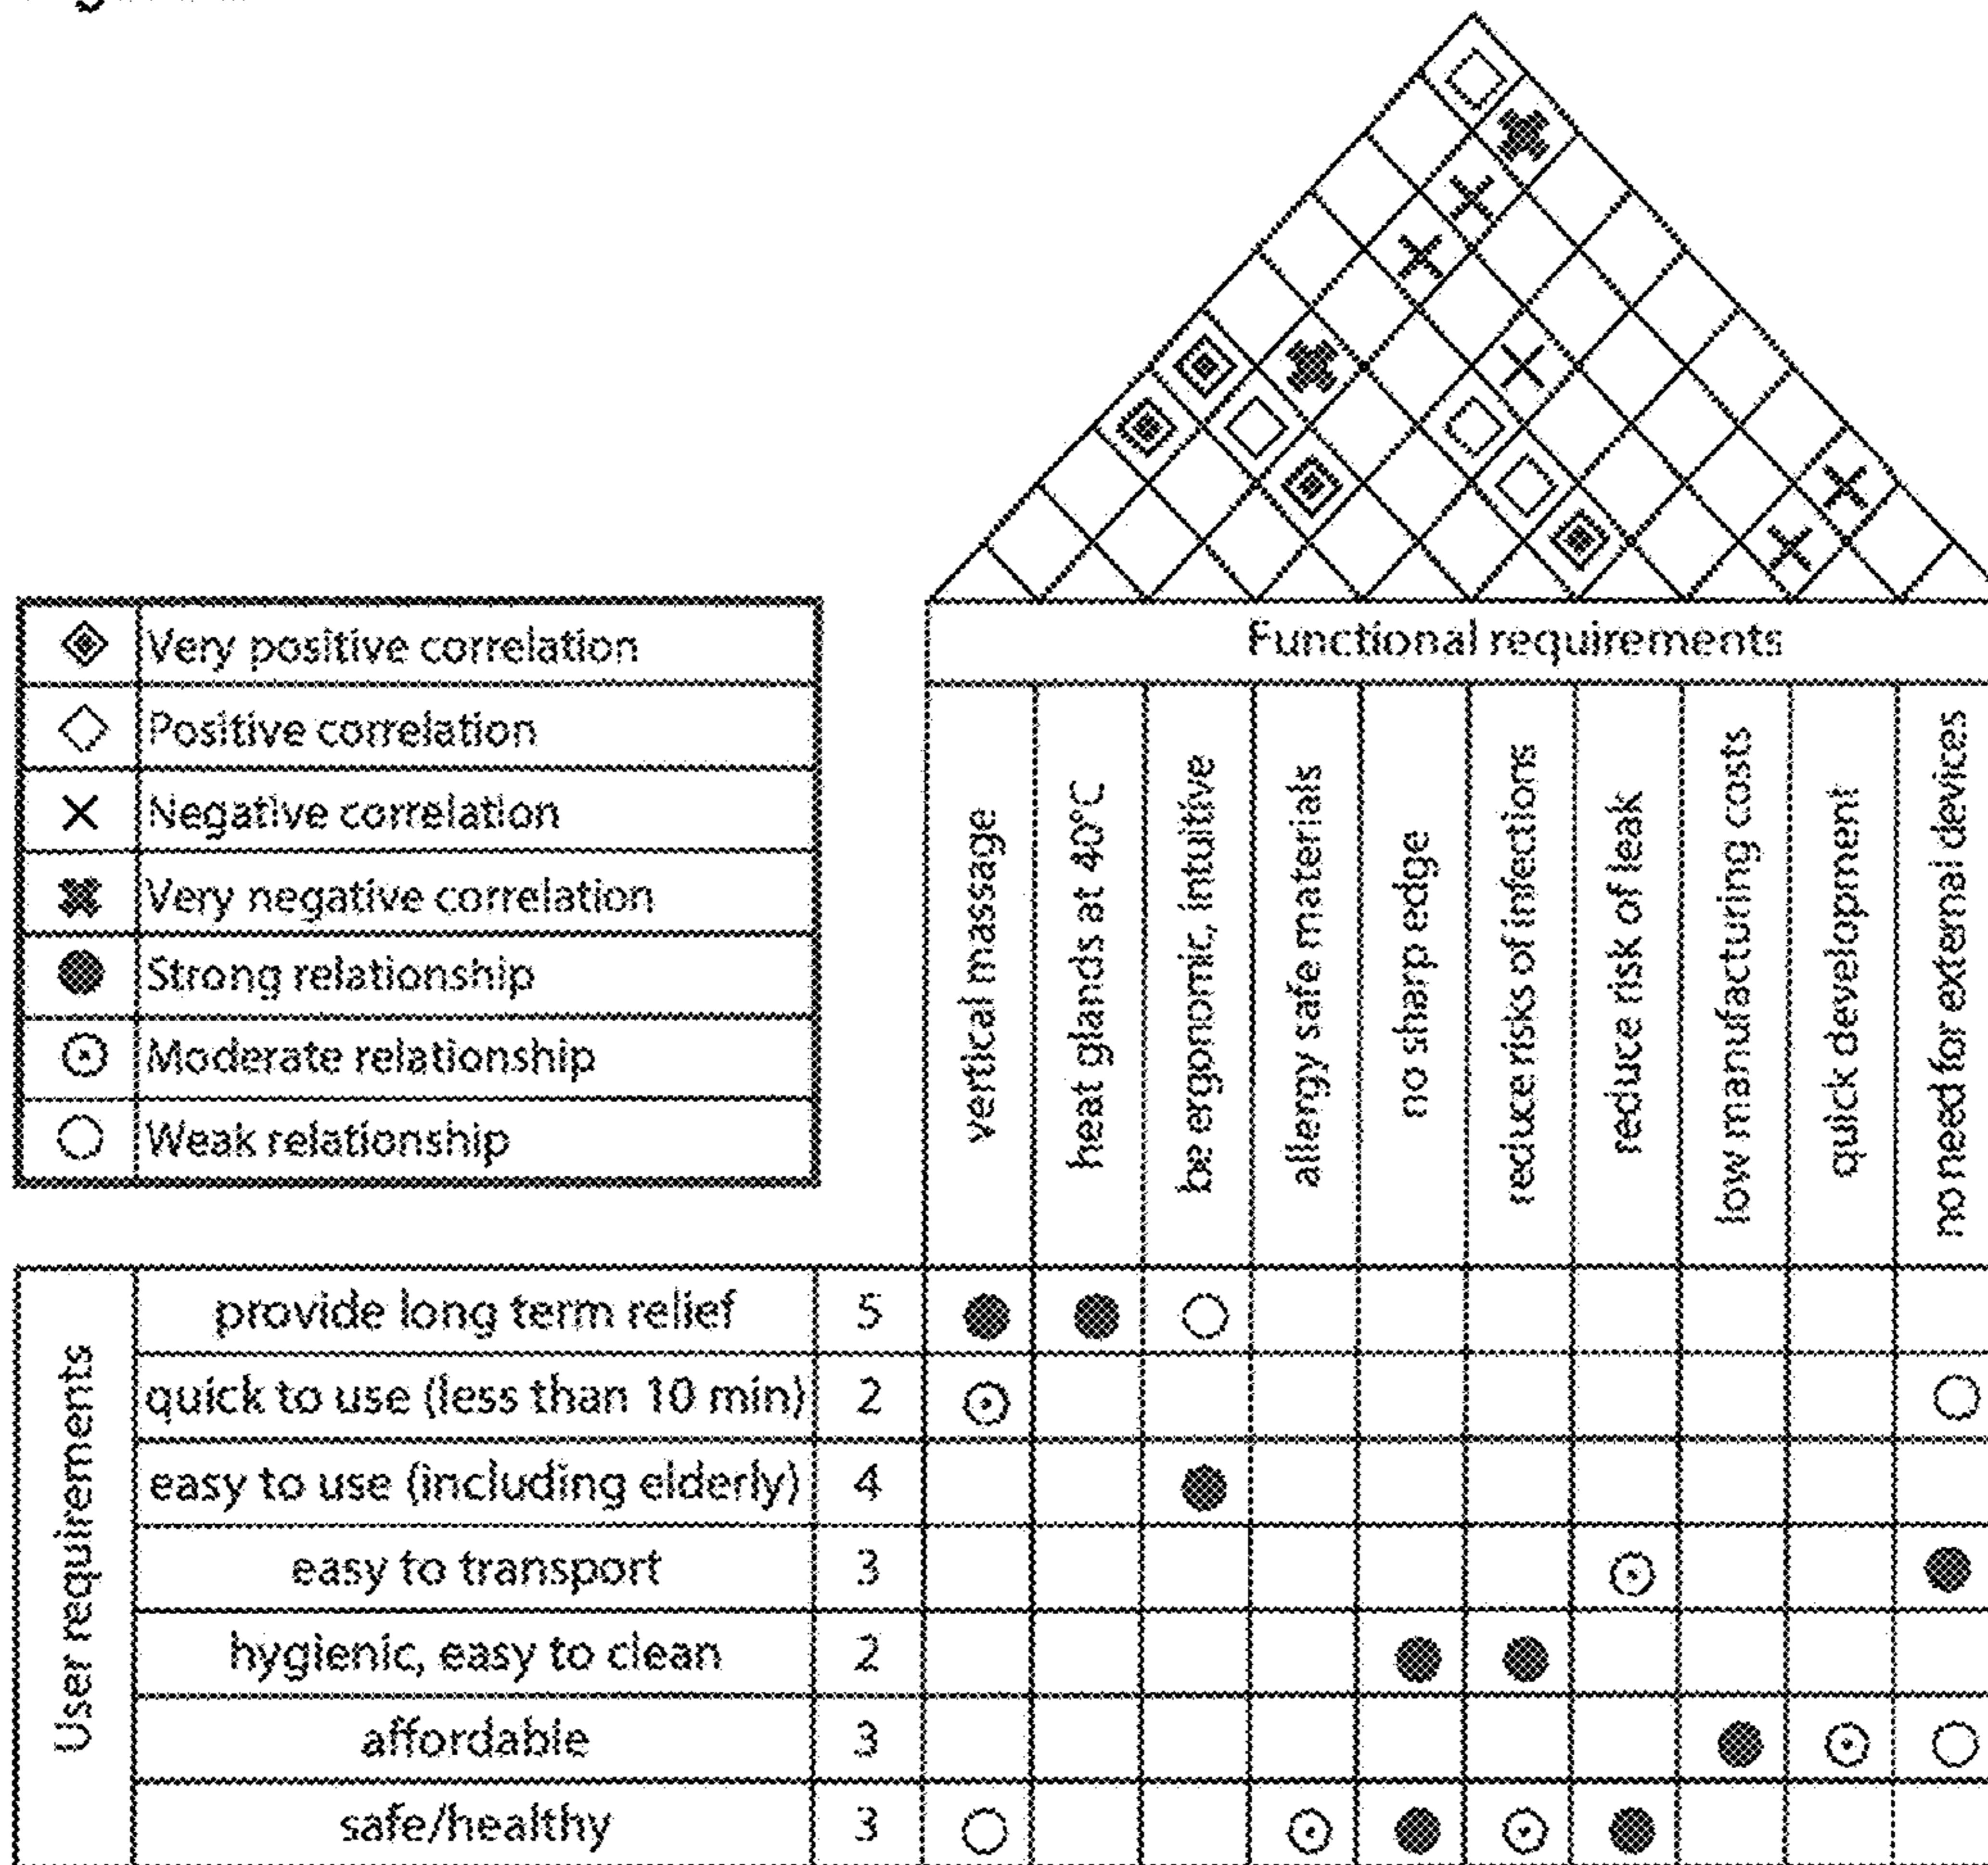 Functional requirements
Very positive correlation
Positive correlation
Negative correlation
Very negative correlation
Strong relationship
Moderate relationship
Weak relationship
vertical massage
heat glands at 40°C
be ergonomic, intuitive
allergy safe materials
no sharp edge
reduce risks of infections
reduce risk of leak
low manufacturing costs
quick development
no need for external devices
User requirements
provide long term relief 5
quick to use (less than 10 min) 2
easy to use (including elderly) 4
easy to transport 3
hygienic, easy to clean 2
affordable 3
safe/healthy 3